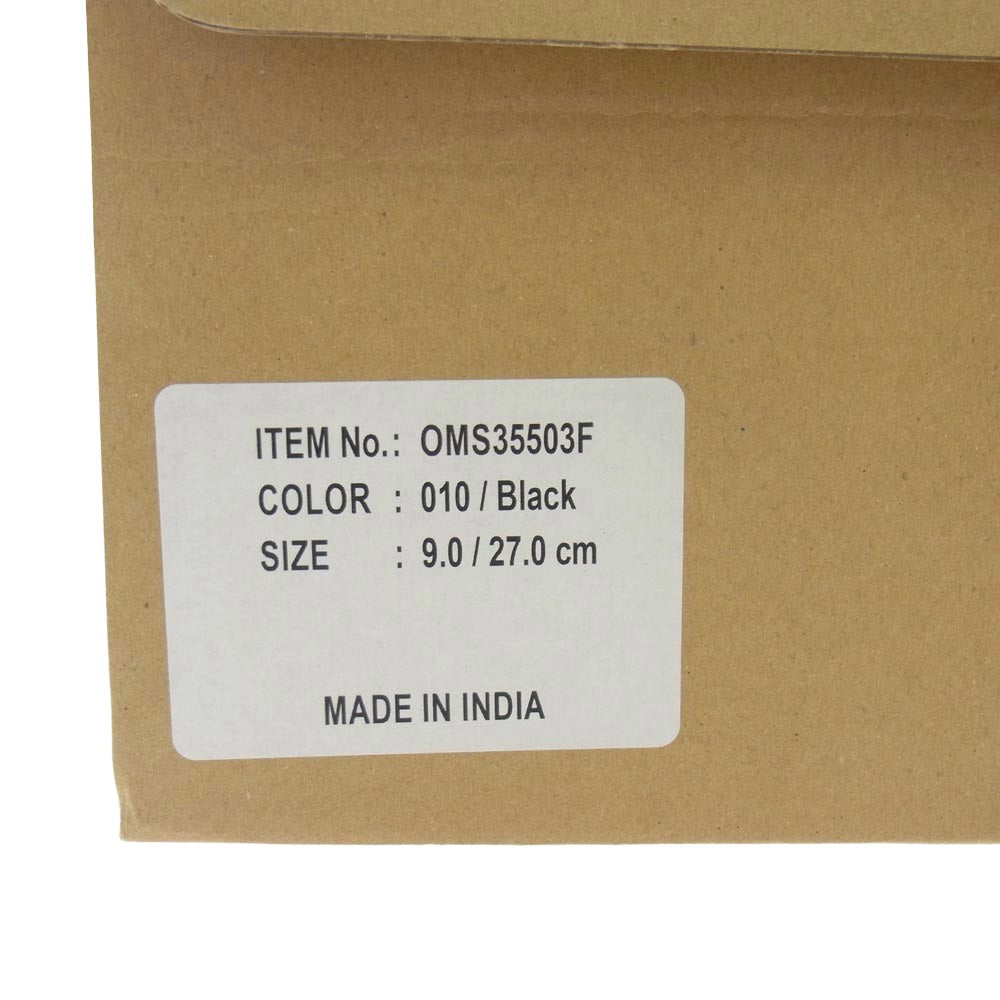 ITEM No.: OMS35503F
COLOR : 010 / Black
SIZE : 9.0 / 27.0 cm
MADE IN INDIA